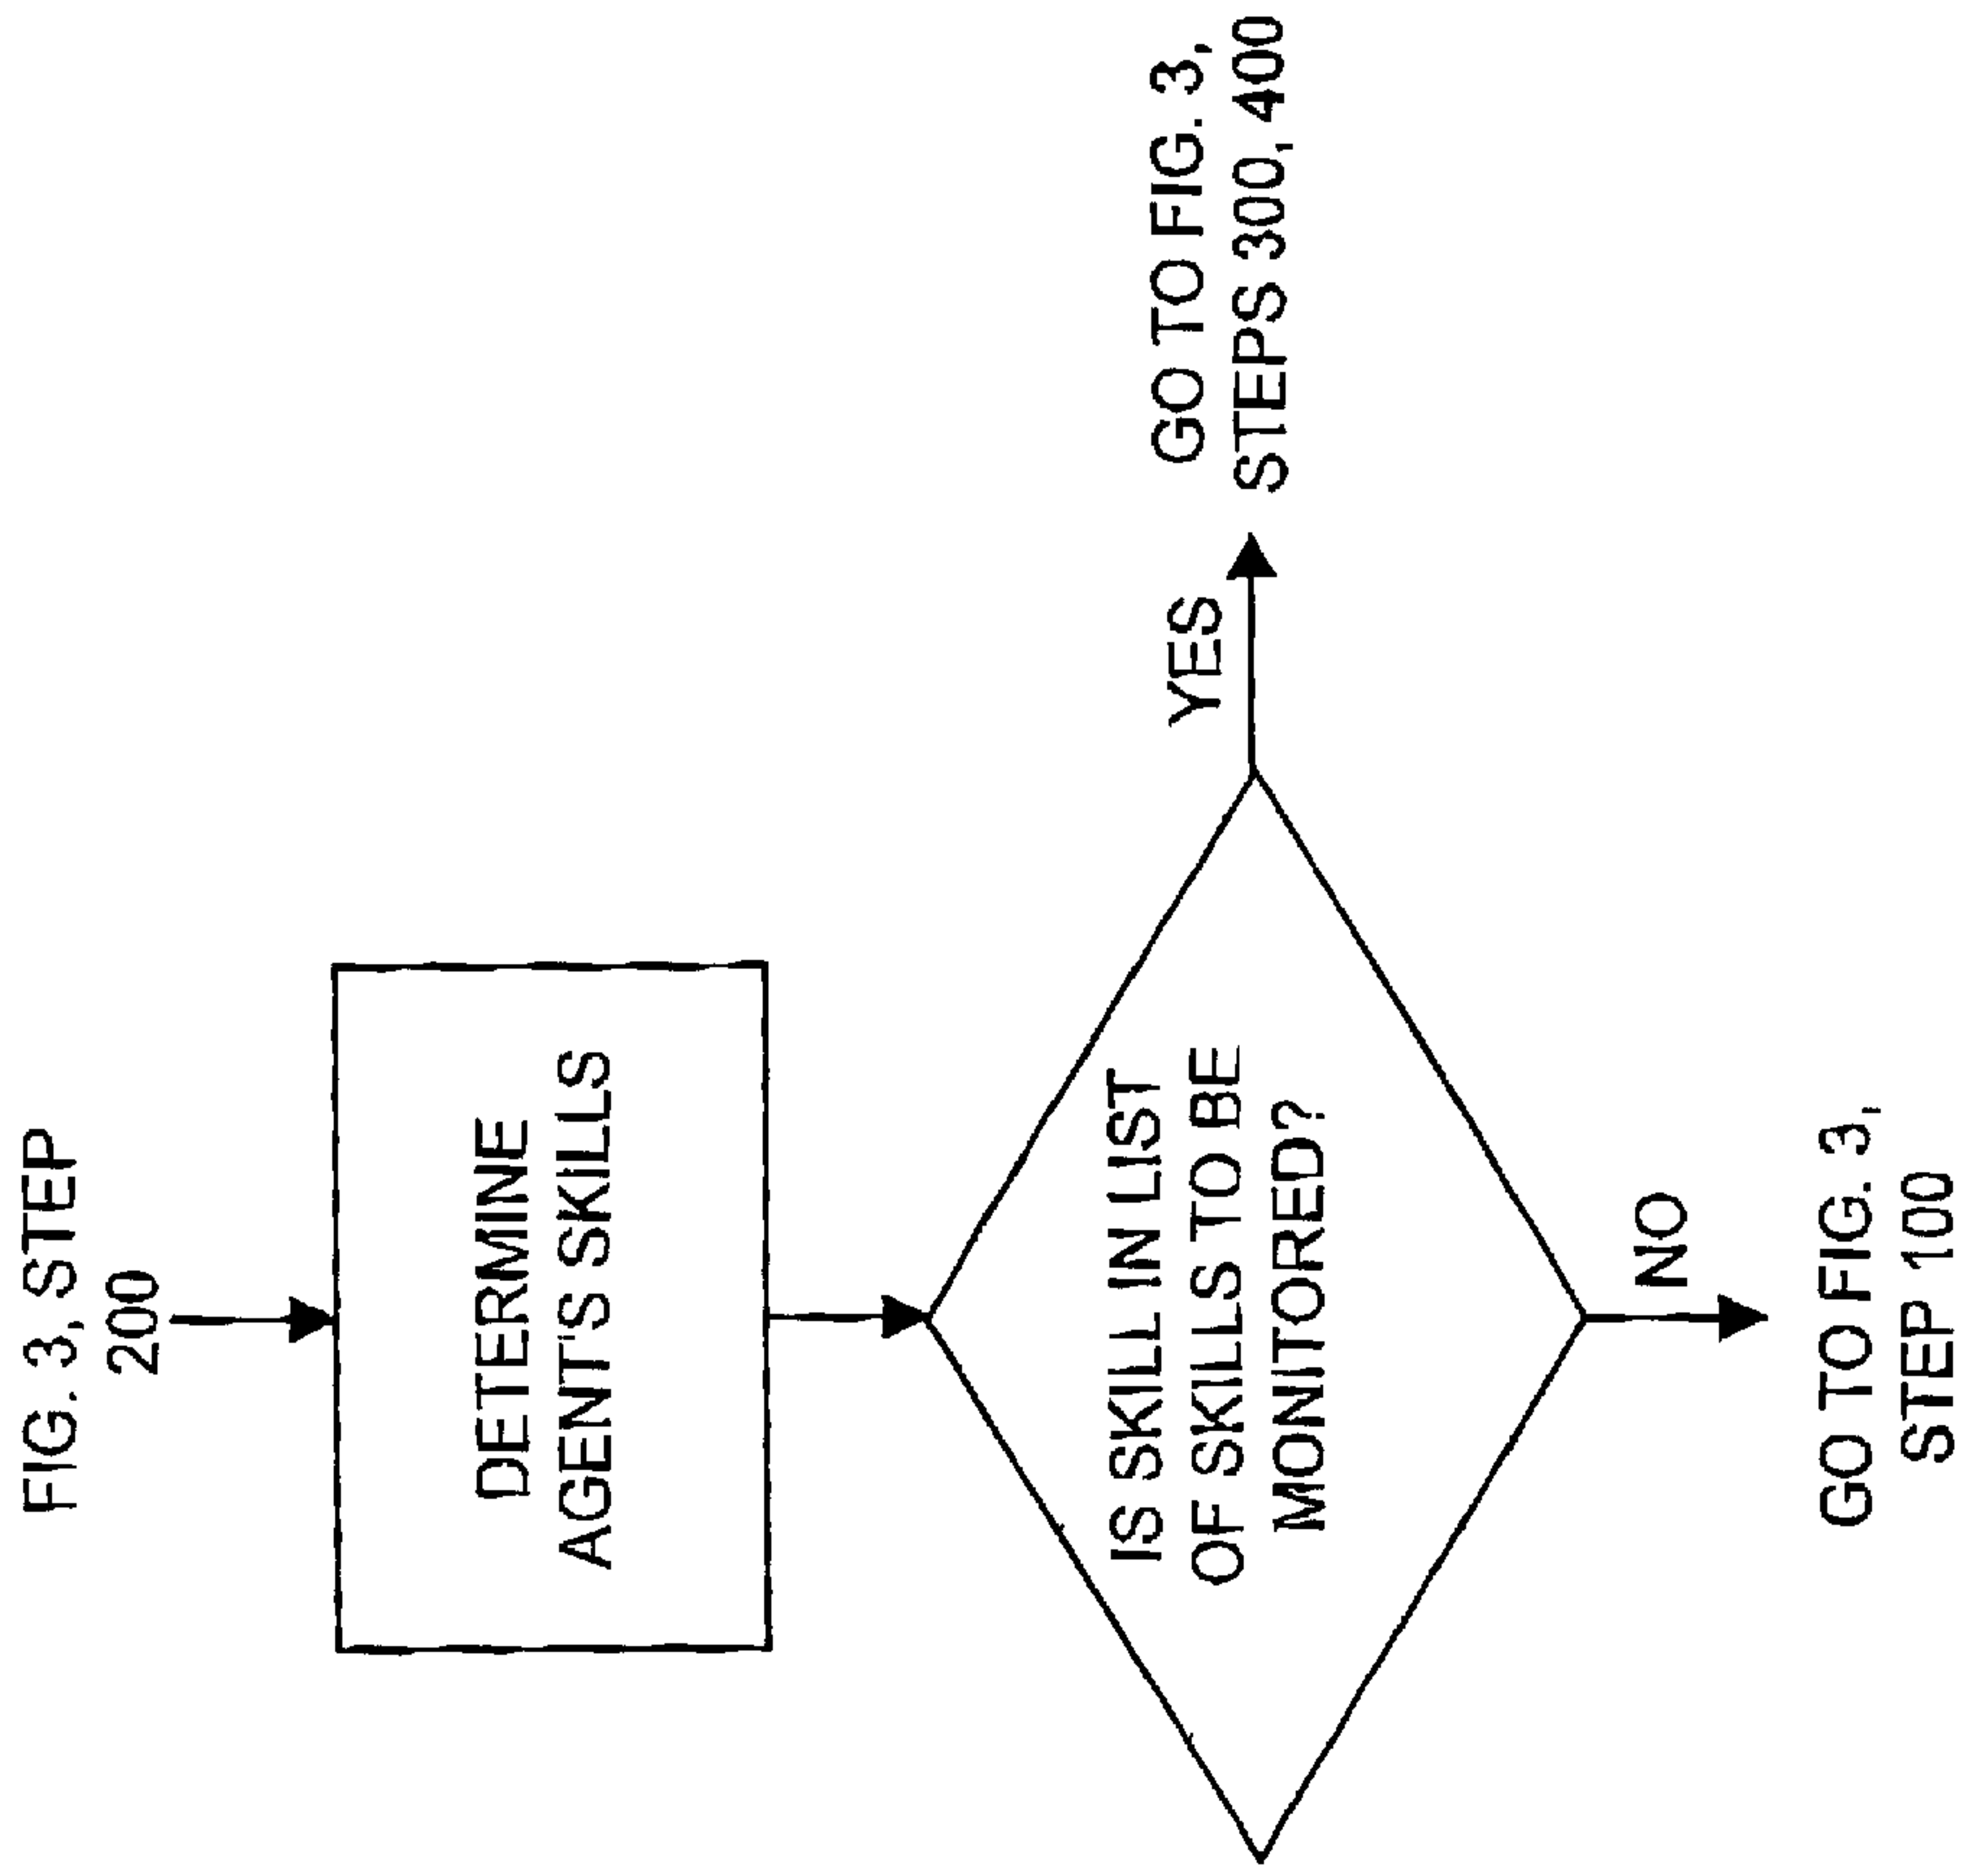 FIG. 3, STEP
200
DETERMINE
AGENT'S SKILLS
IS SKILL IN LIST
OF SKILLS TO BE
MONITORED?
YES
GO TO FIG. 3,
STEPS 300, 400
NO
GO TO FIG. 3,
STEP 100